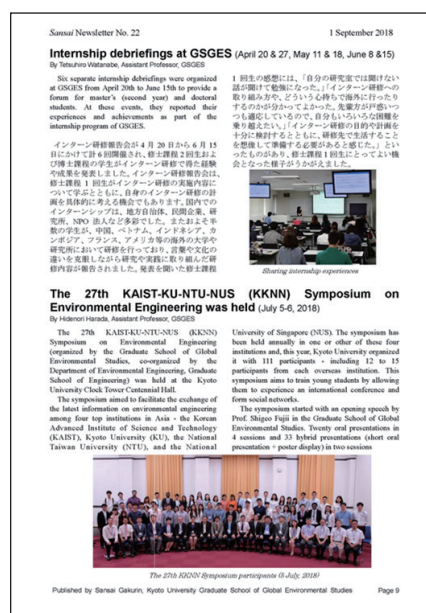 Sansai Newsletter No. 22
1 September 2018
Internship debriefings at GSGES (April 20 & 27, May 11 & 18, June 8 &15)
By Tetsuhiro Watanabe, Assistant Professor, GSGES
Six separate internship debriefings were organized
at GSGES from April 20th to June 15th to provide a
forum for master's (second year) and doctoral
students. At these events, they reported their
experiences and achievements as part of the
internship program of GSGES.
インターン研修報告会が 4 月 20 日から 6 月 15
日にかけて計 6 回開催され、修士課程 2 回生およ
び博士課程の学生がインターン研修で得た経験
や成果を発表しました。インターン研修報告会は、
修士課程 1 回生がインターン研修の実施内容に
ついて学ぶとともに、自身のインターン研修の計
画を具体的に考える機会でもあります。国内での
インターンシップは、地方自治体、民間企業、研
究所、NPO 法人など多彩でした。またおよそ半
数の学生が、中国、ベトナム、インドネシア、カ
ンボジア、フランス、アメリカ等の海外の大学や
研究所において研修を行っており、言葉や文化の
違いを克服しながら研究や実践に取り組んだ研
修内容が報告されました。発表を聞いた修士課程
1 回生の感想には、「自分の研究室では聞けない
話が聞けて勉強になった。」「インターン研修への
取り組み方や、どういう心持ちで海外に行ったり
するのかが分かってよかった。先輩方が戸惑いつ
つも適応しているので、自分もいろいろな困難を
乗り越えたい。」「インターン研修の目的や計画を
十分に検討するとともに、研修先で生活すること
を想像して準備する必要があると感じた。」とい
ったものがあり、修士課程 1 回生にとってよい機
会となった様子がうかがえました。
Sharing internship experiences
The 27th KAIST-KU-NTU-NUS (KKNN) Symposium on
Environmental Engineering was held (July 5-6, 2018)
By Hidenori Harada, Assistant Professor, GSGES
The 27th KAIST-KU-NTU-NUS (KKNN)
Symposium on Environmental Engineering
(organized by the Graduate School of Global
Environmental Studies, co-organized by the
Department of Environmental Engineering, Graduate
School of Engineering) was held at the Kyoto
University Clock Tower Centennial Hall.
The symposium aimed to facilitate the exchange of
the latest information on environmental engineering
among four top institutions in Asia - the Korean
Advanced Institute of Science and Technology
(KAIST), Kyoto University (KU), the National
Taiwan University (NTU), and the National
University of Singapore (NUS). The symposium has
been held annually in one or other of these four
institutions and, this year, Kyoto University organized
it with 111 participants - including 12 to 15
participants from each overseas institution. This
symposium aims to train young students by allowing
them to experience an international conference and
form social networks.
The symposium started with an opening speech by
Prof. Shigeo Fujii in the Graduate School of Global
Environmental Studies. Twenty oral presentations in
4 sessions and 33 hybrid presentations (short oral
presentation + poster display) in two sessions
The 27th KKNN Symposium participants (5 July, 2018)
Published by Sansai Gakurin, Kyoto University Graduate School of Global Environmental Studies
Page 9